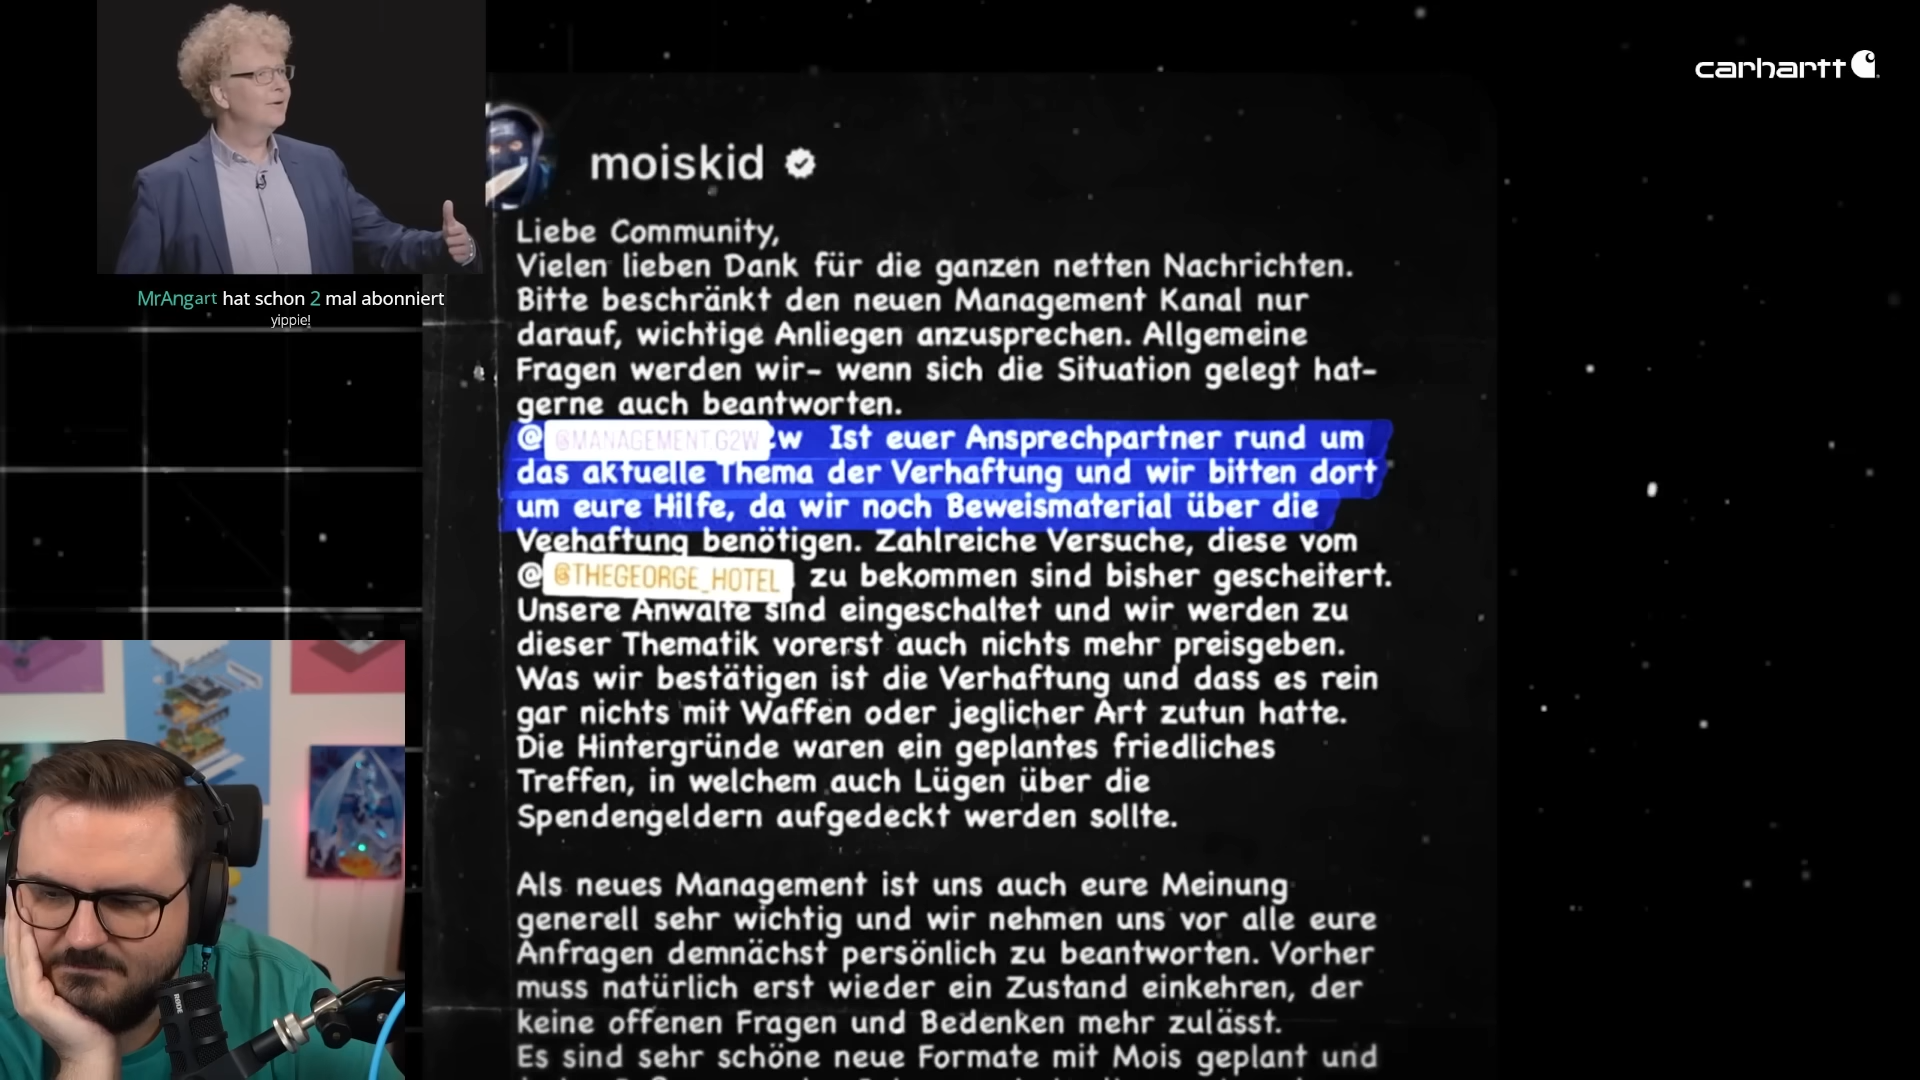 carhartt
moiskid
Liebe Community,
Vielen lieben Dank für die ganzen netten Nachrichten.
Bitte beschränkt den neuen Management Kanal nur
darauf, wichtige Anliegen anzusprechen. Allgemeine
Fragen werden wir- wenn sich die Situation gelegt hat-
gerne auch beantworten.
@ @MANAGEMENT.G2W 2w Ist euer Ansprechpartner rund um
das aktuelle Thema der Verhaftung und wir bitten dort
um eure Hilfe, da wir noch Beweismaterial über die
Veehaftung benötigen. Zahlreiche Versuche, diese vom
@ @THEGEORGE_HOTEL zu bekommen sind bisher gescheitert.
Unsere Anwälte sind eingeschaltet und wir werden zu
dieser Thematik vorerst auch nichts mehr preisgeben.
Was wir bestätigen ist die Verhaftung und dass es rein
gar nichts mit Waffen oder jeglicher Art zutun hatte.
Die Hintergründe waren ein geplantes friedliches
Treffen, in welchem auch Lügen über die
Spendengeldern aufgedeckt werden sollte.
Als neues Management ist uns auch eure Meinung
generell sehr wichtig und wir nehmen uns vor alle eure
Anfragen demnächst persönlich zu beantworten. Vorher
muss natürlich erst wieder ein Zustand einkehren, der
keine offenen Fragen und Bedenken mehr zulässt.
Es sind sehr schöne neue Formate mit Mois geplant und
MrAngart hat schon 2 mal abonniert
yippie!